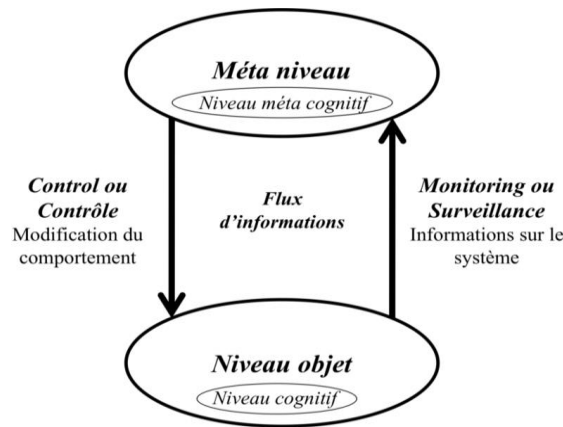 Méta niveau
Niveau méta cognitif
Control ou
Contrôle
Modification du
comportement
Flux
d'informations
Monitoring ou
Surveillance
Informations sur le
système
Niveau objet
Niveau cognitif